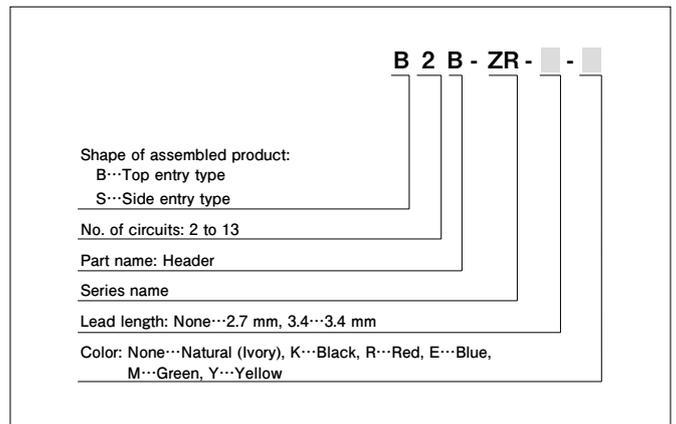 B 2 B - ZR - -
Shape of assembled product:
B···Top entry type
S···Side entry type
No. of circuits: 2 to 13
Part name: Header
Series name
Lead length: None···2.7 mm, 3.4···3.4 mm
Color: None···Natural (Ivory), K···Black, R···Red, E···Blue,
M···Green, Y···Yellow